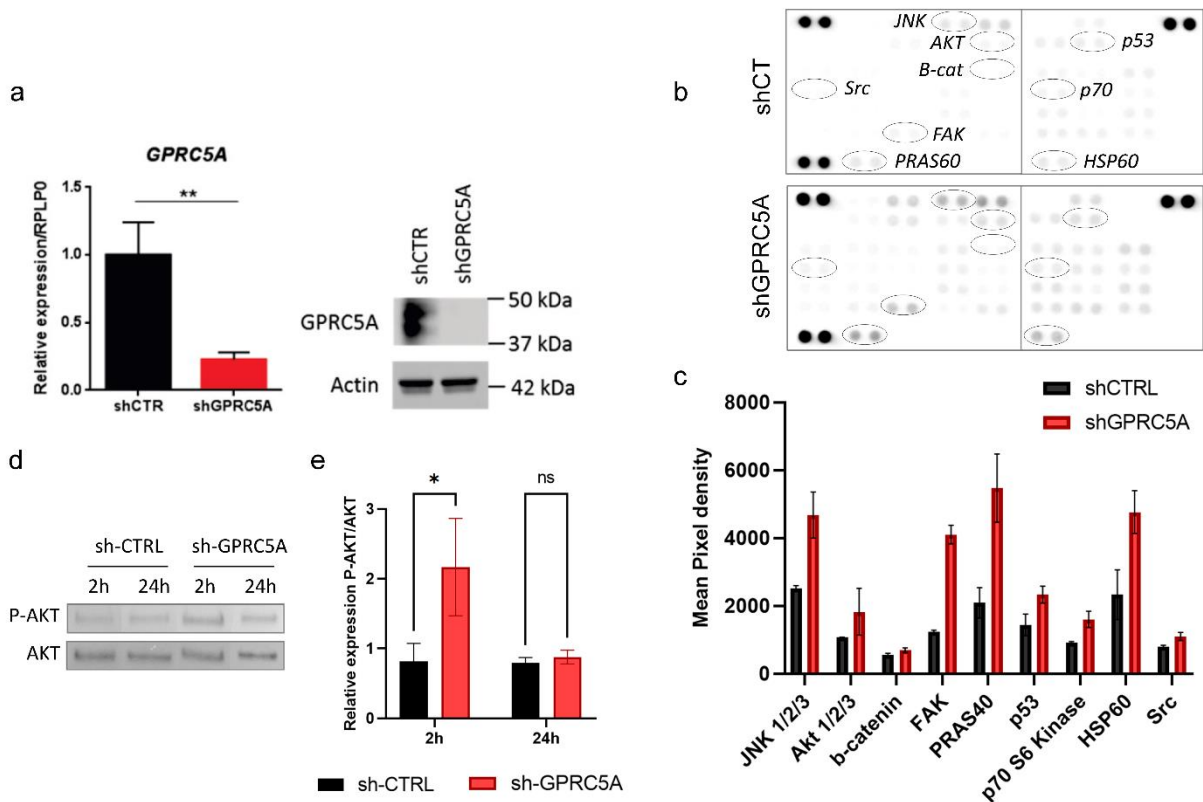 a
GPRC5A
Relative expression/RPLP0
1.5
1.0
0.5
0.0
**
shCTR
shGPRC5A
shCTR
shGPRC5A
GPRC5A
50 kDa
37 kDa
Actin
42 kDa
b
shCT
JNK
AKT
B-cat
Src
FAK
PRAS60
p53
p70
HSP60
shGPRC5A
c
shCTRL
shGPRC5A
Mean Pixel density
8000
6000
4000
2000
0
JNK 1/2/3
Akt 1/2/3
b-catenin
FAK
PRAS40
p53
p70 S6 Kinase
HSP60
Src
d
sh-CTRL sh-GPRC5A
2h 24h 2h 24h
P-AKT
AKT
e
Relative expression P-AKT/AKT
3
2
1
0
*
ns
2h
24h
sh-CTRL
sh-GPRC5A